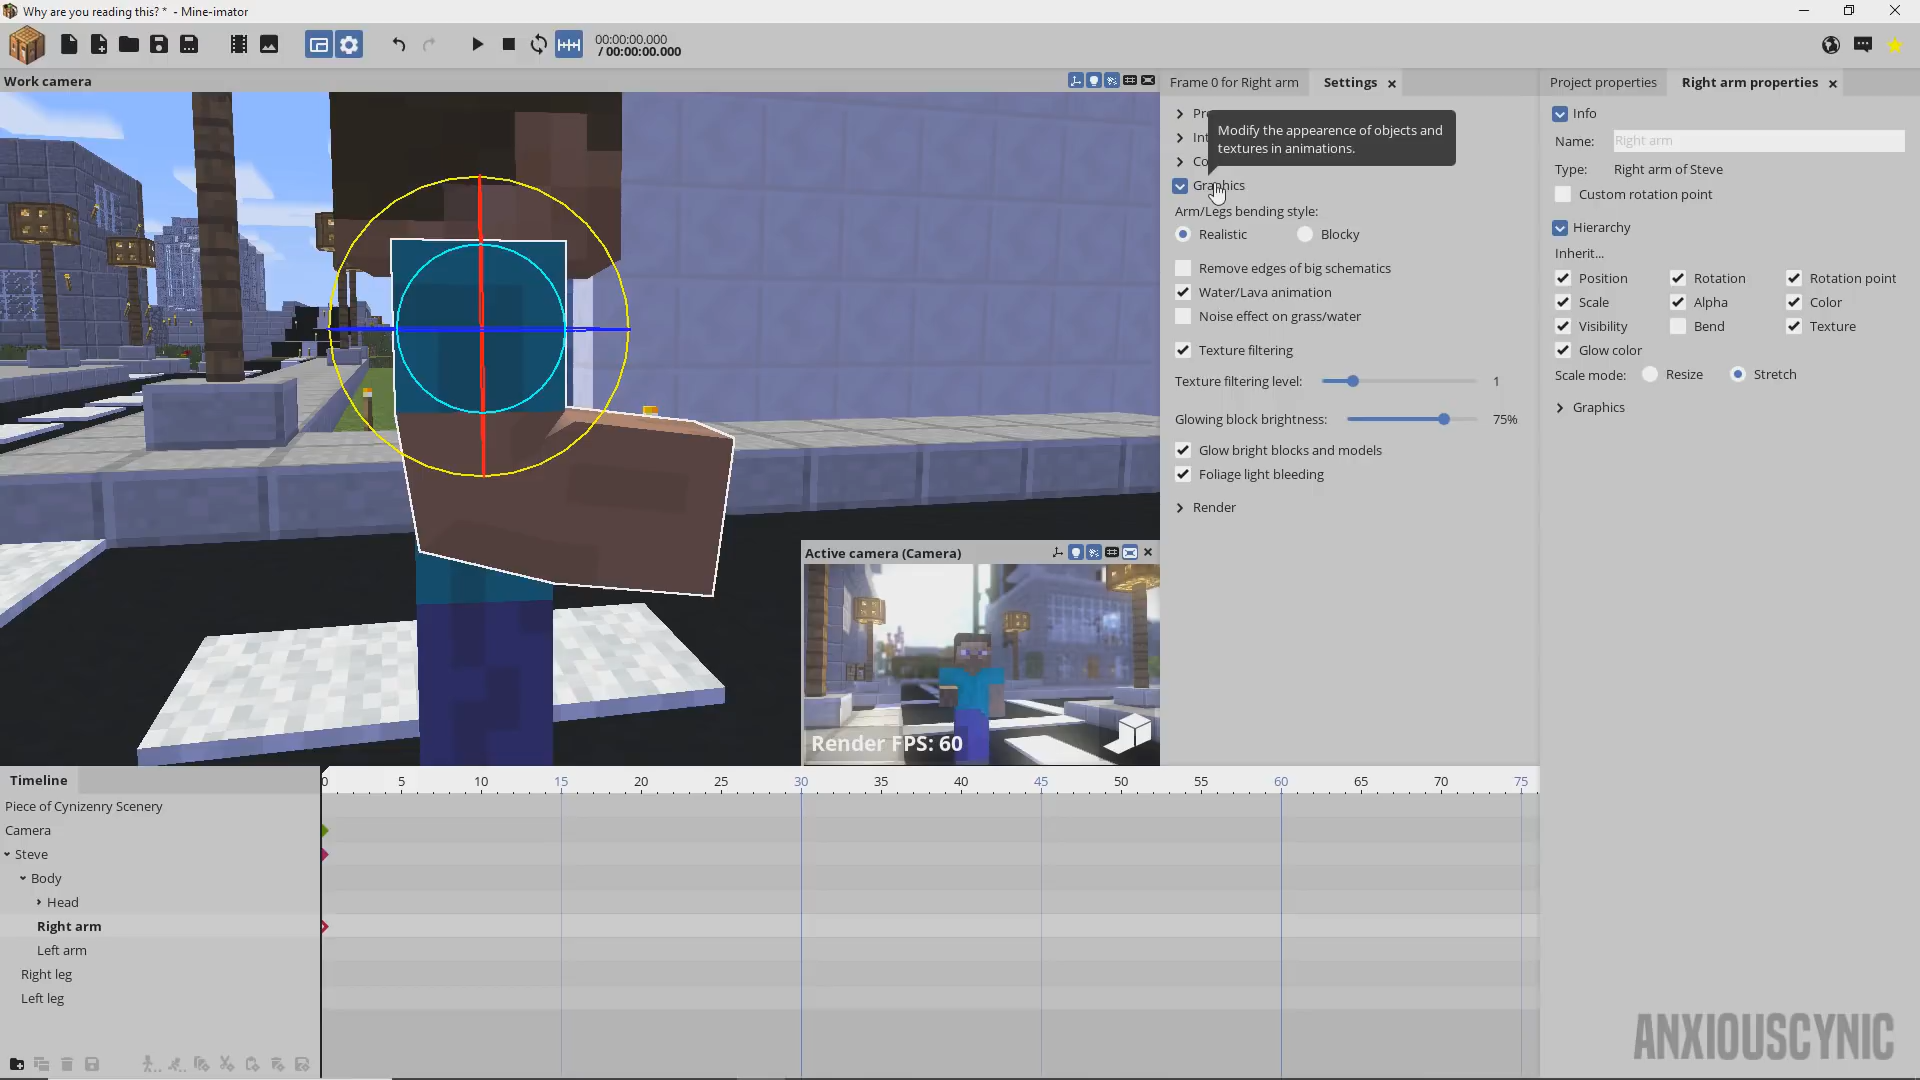 Why are you reading this? * - Mine-imator
00:00:00.000
/ 00:00:00.000
Work camera
Frame 0 for Right arm
Settings
Project properties
Right arm properties
Modify the appearence of objects and
textures in animations.
Graphics
Arm/Legs bending style:
Realistic
Blocky
Remove edges of big schematics
Water/Lava animation
Noise effect on grass/water
Texture filtering
Texture filtering level:
1
Glowing block brightness:
75%
Glow bright blocks and models
Foliage light bleeding
Render
Info
Name:
Right arm
Type:
Right arm of Steve
Custom rotation point
Hierarchy
Inherit...
Position
Rotation
Rotation point
Scale
Alpha
Color
Visibility
Bend
Texture
Glow color
Scale mode:
Resize
Stretch
Graphics
Active camera (Camera)
Render FPS: 60
Timeline
0 5 10 15 20 25 30 35 40 45 50 55 60 65 70 75
Piece of Cynizenry Scenery
Camera
Steve
Body
Head
Right arm
Left arm
Right leg
Left leg
ANXIOUSCYNIC